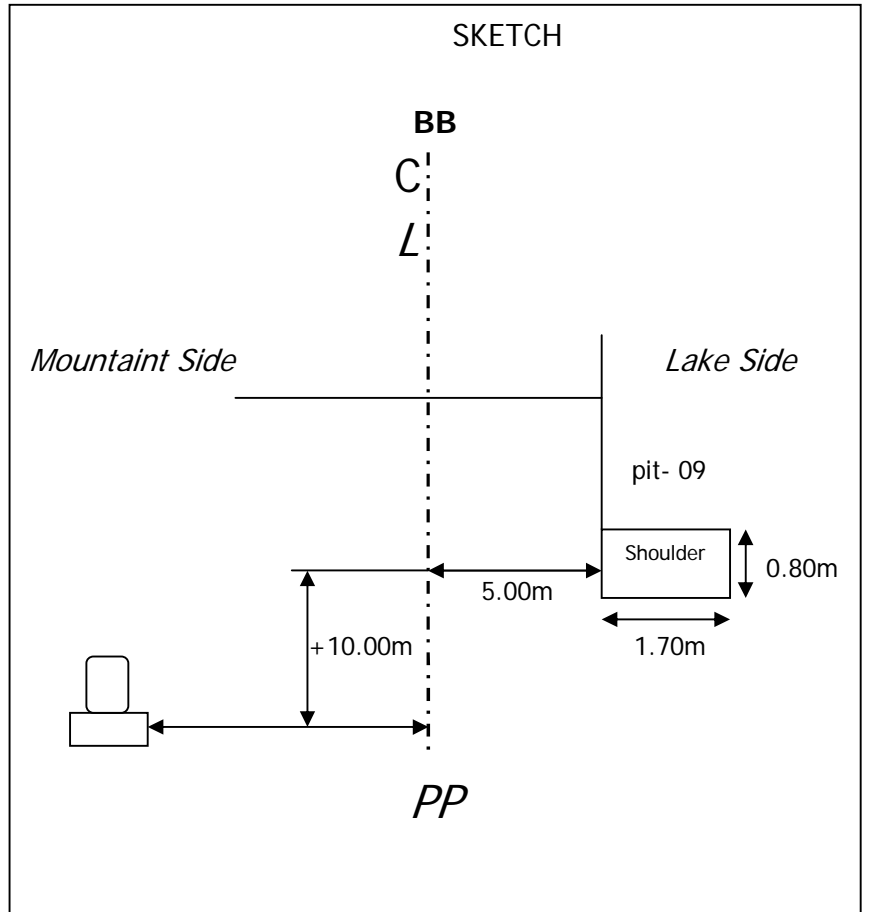 SKETCH
BB
C
L
Mountaint Side
Lake Side
pit- 09
Shoulder
0.80m
5.00m
1.70m
+10.00m
PP